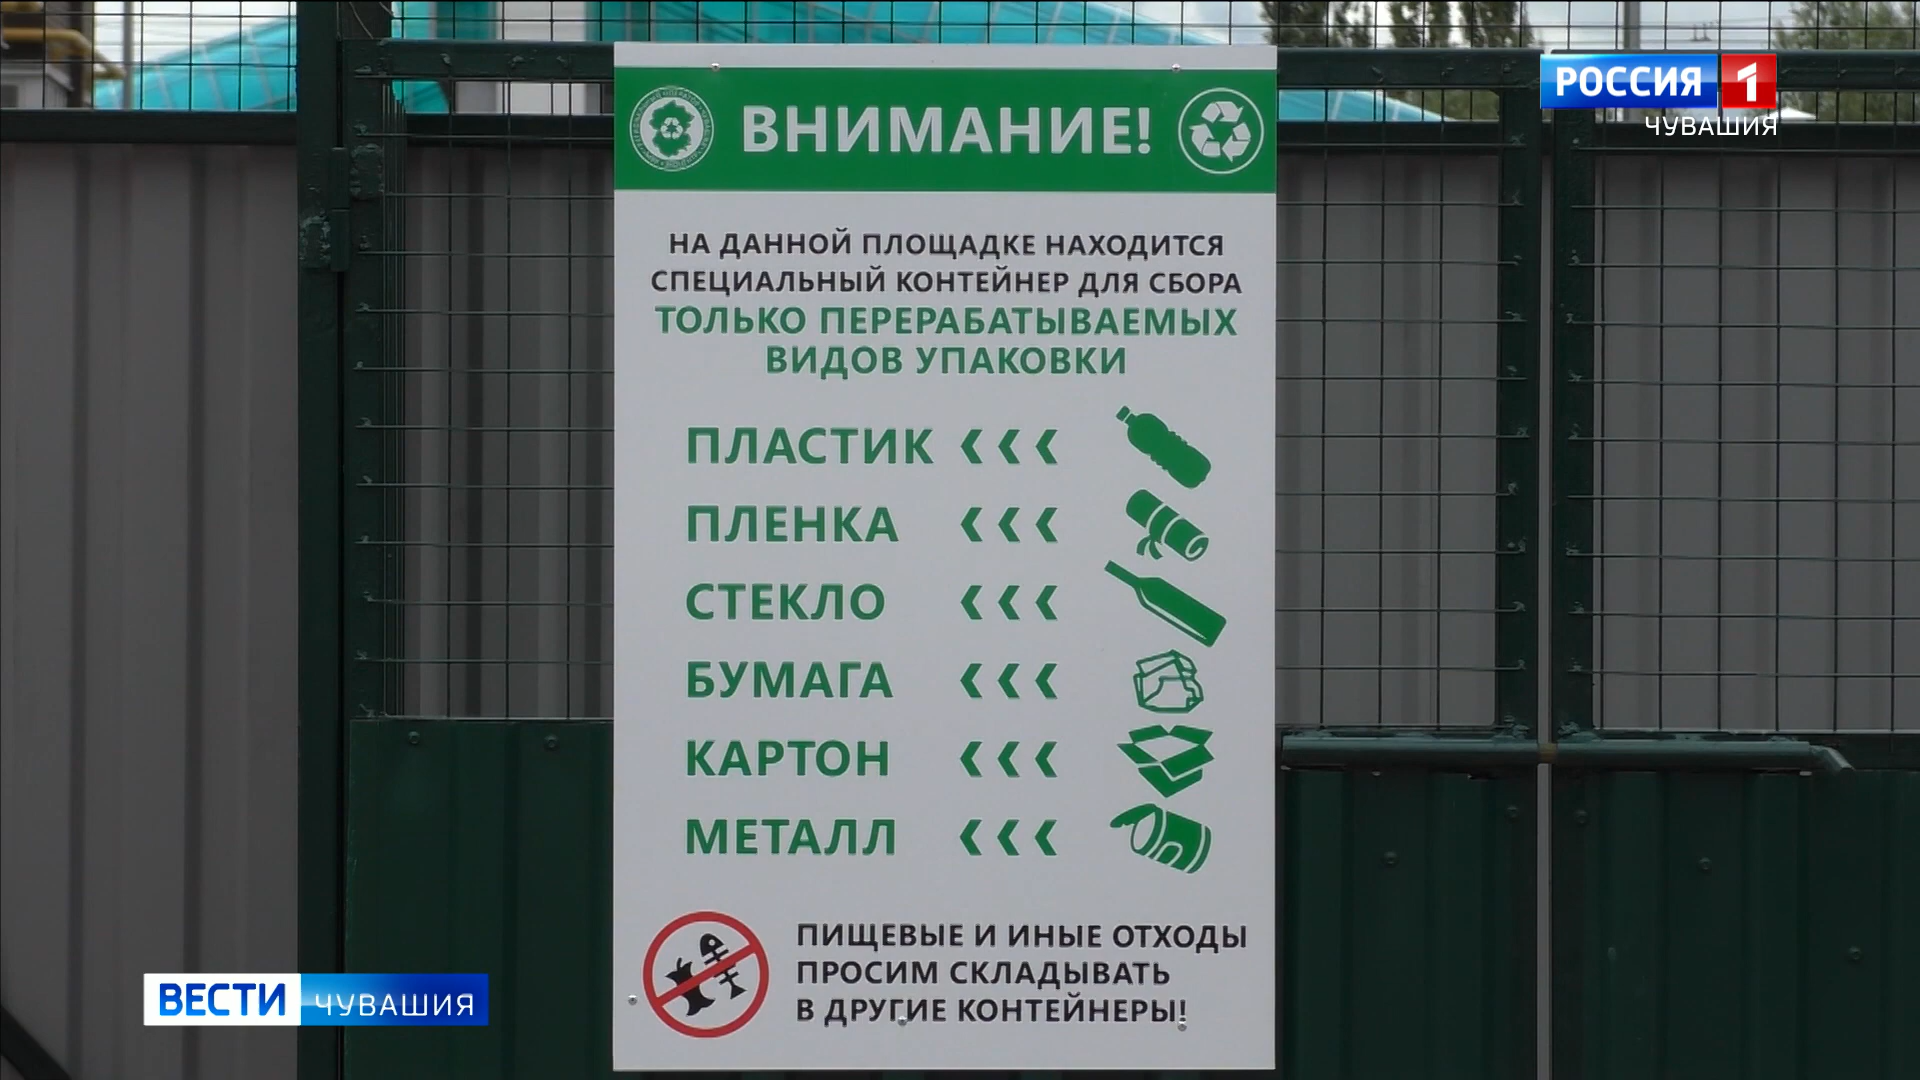 РОССИЯ 1
ЧУВАШИЯ
ВНИМАНИЕ!
НА ДАННОЙ ПЛОЩАДКЕ НАХОДИТСЯ
СПЕЦИАЛЬНЫЙ КОНТЕЙНЕР ДЛЯ СБОРА
ТОЛЬКО ПЕРЕРАБАТЫВАЕМЫХ
ВИДОВ УПАКОВКИ
ПЛАСТИК
ПЛЕНКА
СТЕКЛО
БУМАГА
КАРТОН
МЕТАЛЛ
ПИЩЕВЫЕ И ИНЫЕ ОТХОДЫ
ПРОСИМ СКЛАДЫВАТЬ
В ДРУГИЕ КОНТЕЙНЕРЫ!
ВЕСТИ ЧУВАШИЯ